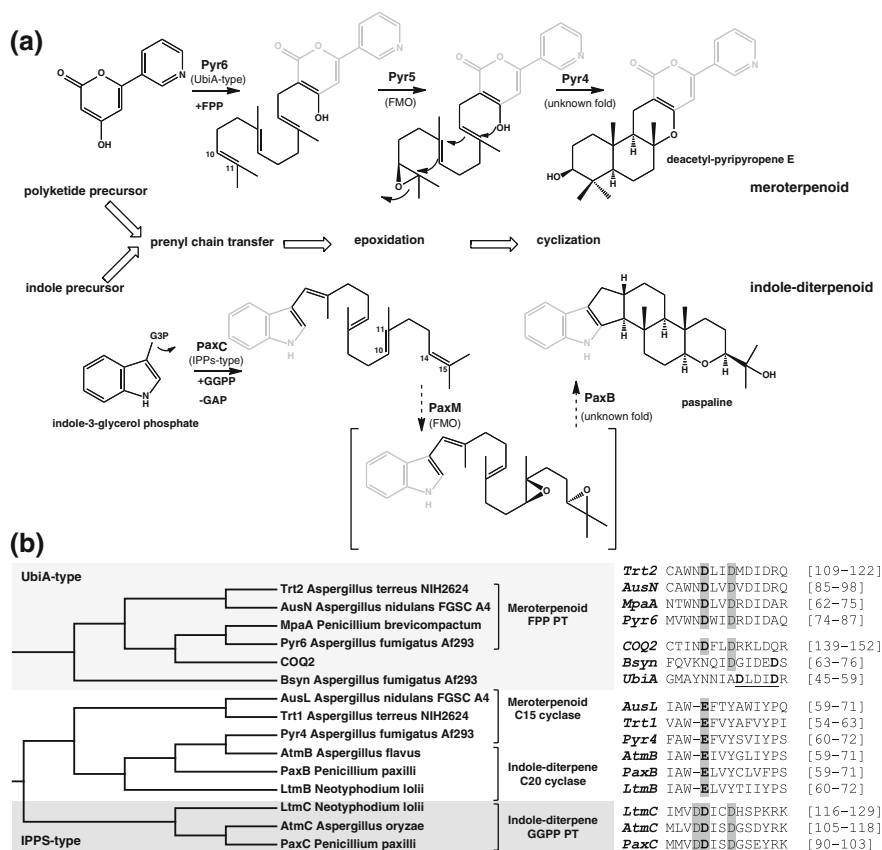 (a)
Pyr6
(UbiA-type)
+FPP
Pyr5
(FMO)
Pyr4
(unknown fold)
O
O
OH
N
O
O
N
OH
10
11
O
O
N
OH
O
O
O
N
O
H
H
HO
deacetyl-pyripyropene E
polyketide precursor
meroterpenoid
prenyl chain transfer
epoxidation
cyclization
indole precursor
indole-diterpenoid
G3P
N
H
indole-3-glycerol phosphate
PaxC
(IPPs-type)
+GGPP
-GAP
N
H
11
10
14
15
PaxM
(FMO)
PaxB
(unknown fold)
H
N
H
H
H
O
H
OH
paspaline
N
H
O
O
(b)
UbiA-type
Trt2 Aspergillus terreus NIH2624
AusN Aspergillus nidulans FGSC A4
MpaA Penicillium brevicompactum
Pyr6 Aspergillus fumigatus Af293
COQ2
Bsyn Aspergillus fumigatus Af293
AusL Aspergillus nidulans FGSC A4
Trt1 Aspergillus terreus NIH2624
Pyr4 Aspergillus fumigatus Af293
AtmB Aspergillus flavus
PaxB Penicillium paxilli
LtmB Neotyphodium lolii
LtmC Neotyphodium lolii
AtmC Aspergillus oryzae
PaxC Penicillium paxilli
IPPS-type
Meroterpenoid
FPP PT
Meroterpenoid
C15 cyclase
Indole-diterpene
C20 cyclase
Indole-diterpene
GGPP PT
Trt2 CAWNDLIDMDIDRQ [109-122]
AusN CAWNDLVDVDIDRQ [85-98]
MpaA NTWNDLVDRDIDAR [62-75]
Pyr6 MVWNDWIDRDIDAQ [74-87]
COQ2 CTINDFLDRKLDQR [139-152]
Bsyn FQVKNQIDGIDEDS [63-76]
UbiA GMAYNNIADLDIDR [45-59]
AusL IAW-EFTYAWIYPQ [59-71]
Trt1 VAW-EFVYAFVYPI [54-63]
Pyr4 FAW-EFVYSVIYPS [60-72]
AtmB IAW-EIVYGLIYPS [59-71]
PaxB IAW-ELVYCLVFPS [59-71]
LtmB IAW-ELVYTIIYPS [60-72]
LtmC IMVDDICDHSPKRK [116-129]
AtmC MLVDDISDGSDYRK [105-118]
PaxC MMVDDISDGSEYRK [90-103]